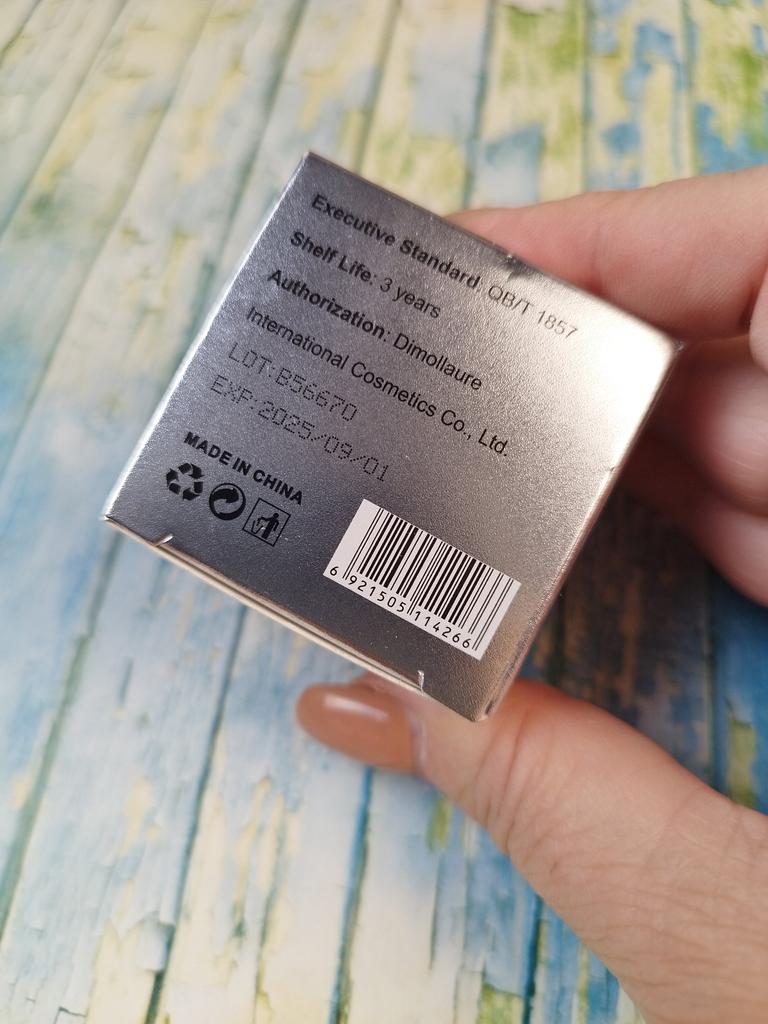 Executive Standard: QB/T 1857
Shelf Life: 3 years
Authorization: Dimollaure
International Cosmetics Co., Ltd.
LOT:B56670
EXP:2025/09/01
MADE IN CHINA
6 921505 114266